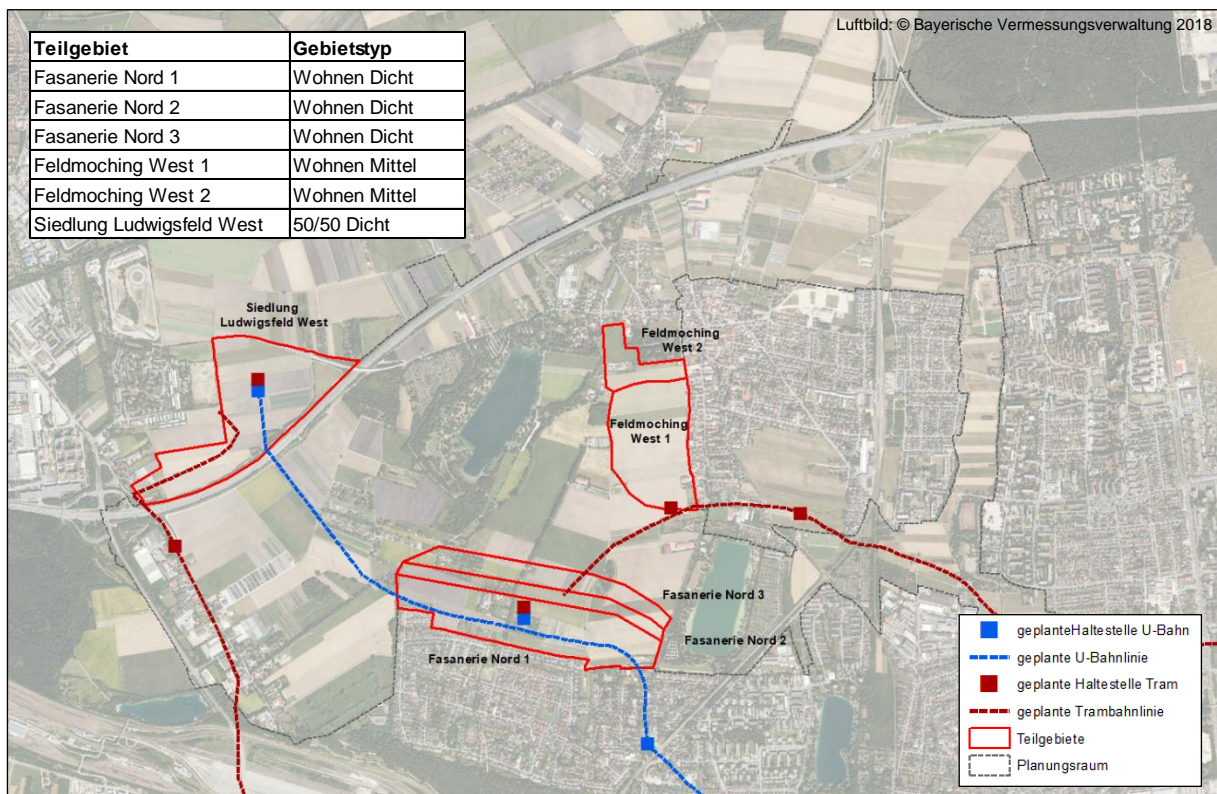 Luftbild: © Bayerische Vermessungsverwaltung 2018
Teilgebiet Gebietstyp
Fasanerie Nord 1 Wohnen Dicht
Fasanerie Nord 2 Wohnen Dicht
Fasanerie Nord 3 Wohnen Dicht
Feldmoching West 1 Wohnen Mittel
Feldmoching West 2 Wohnen Mittel
Siedlung Ludwigsfeld West 50/50 Dicht
Siedlung
Ludwigsfeld West
Feldmoching
West 2
Feldmoching
West 1
Fasanerie Nord 3
Fasanerie Nord 2
Fasanerie Nord 1
geplanteHaltestelle U-Bahn
geplante U-Bahnlinie
geplante Haltestelle Tram
geplante Trambahnlinie
Teilgebiete
Planungsraum